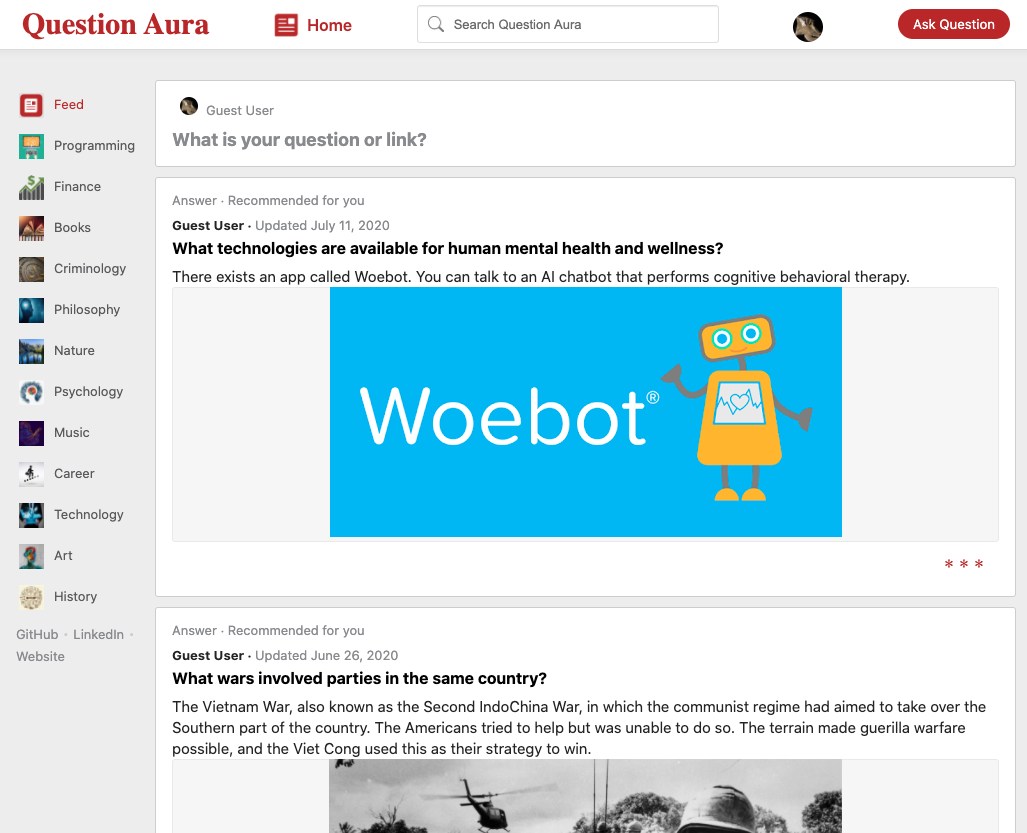 Question Aura
Home
Search Question Aura
Ask Question
Feed
Programming
Finance
Books
Criminology
Philosophy
Nature
Psychology
Music
Career
Technology
Art
History
GitHub · LinkedIn ·
Website
Guest User
What is your question or link?
Answer · Recommended for you
Guest User · Updated July 11, 2020
What technologies are available for human mental health and wellness?
There exists an app called Woebot. You can talk to an AI chatbot that performs cognitive behavioral therapy.
Woebot®
* * *
Answer · Recommended for you
Guest User · Updated June 26, 2020
What wars involved parties in the same country?
The Vietnam War, also known as the Second IndoChina War, in which the communist regime had aimed to take over the
Southern part of the country. The Americans tried to help but was unable to do so. The terrain made guerilla warfare
possible, and the Viet Cong used this as their strategy to win.